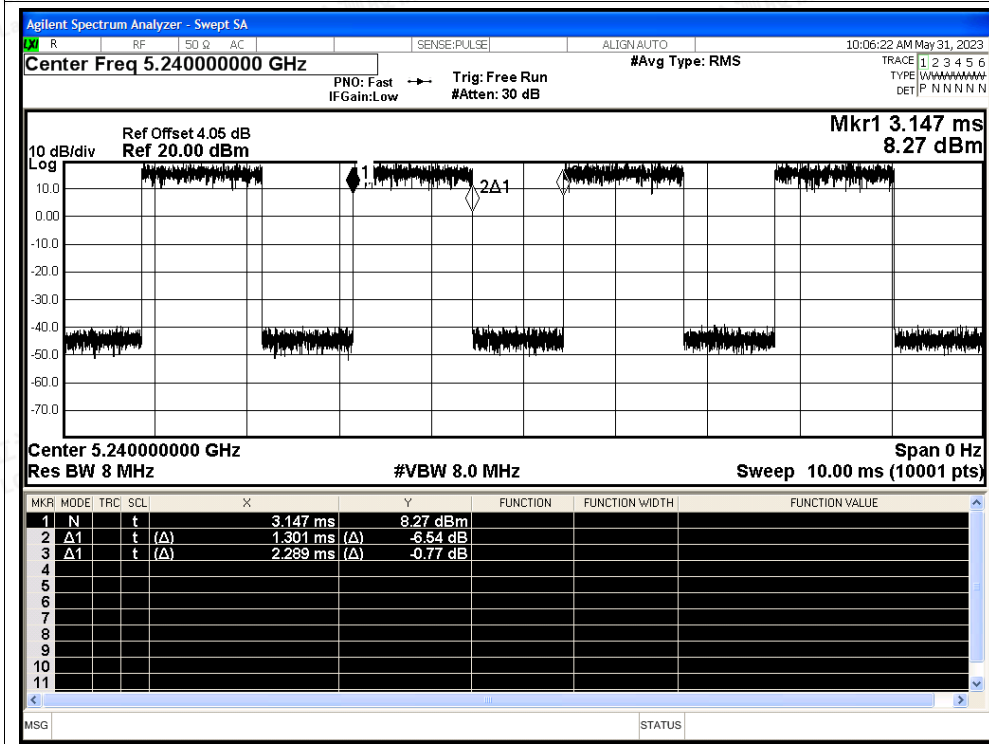 Agilent Spectrum Analyzer - Swept SA
LXI R RF 50 Ω AC SENSE:PULSE ALIGN AUTO 10:06:22 AM May 31, 2023
Center Freq 5.240000000 GHz
#Avg Type: RMS
TRACE 1 2 3 4 5 6
PNO: Fast Trig: Free Run
TYPE
IFGain:Low #Atten: 30 dB
DET P N N N N N
Mkr1 3.147 ms
8.27 dBm
Ref Offset 4.05 dB
10 dB/div Ref 20.00 dBm
Log
1
2Δ1
10.0
0.00
-10.0
-20.0
-30.0
-40.0
-50.0
-60.0
-70.0
Center 5.240000000 GHz Span 0 Hz
Res BW 8 MHz #VBW 8.0 MHz Sweep 10.00 ms (10001 pts)
MKR MODE TRC SCL X Y FUNCTION FUNCTION WIDTH FUNCTION VALUE
1 N t 3.147 ms 8.27 dBm
2 Δ1 t (Δ) 1.301 ms (Δ) -6.54 dB
3 Δ1 t (Δ) 2.289 ms (Δ) -0.77 dB
4
5
6
7
8
9
10
11
MSG STATUS